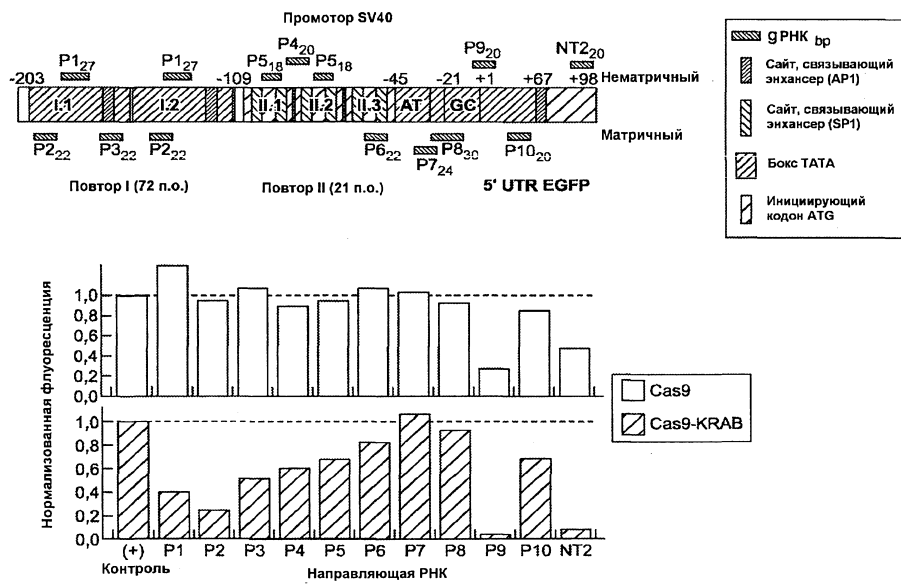 Промотор SV40
P1₂₇ P1₂₇ P5₁₈ P4₂₀ P5₁₈ P9₂₀ NT2₂₀
-203 -109 -45 -21 +1 +67 +98 Нематричный
I.1 I.2 II.1 II.2 II.3 AT GC
Матричный
P2₂₂ P3₂₂ P2₂₂ P6₂₂ P7₂₄ P8₃₀ P10₂₀
Повтор I (72 п.о.) Повтор II (21 п.о.) 5' UTR EGFP
gРНК bp
Сайт, связывающий
энхансер (AP1)
Сайт, связывающий
энхансер (SP1)
Бокс TATA
Инициирующий
кодон ATG
Нормализованная флуоресценция
1,0
0,8
0,6
0,4
0,2
0,0
1,0
0,8
0,6
0,4
0,2
0,0
Cas9
Cas9-KRAB
(+) P1 P2 P3 P4 P5 P6 P7 P8 P9 P10 NT2
Контроль Направляющая РНК